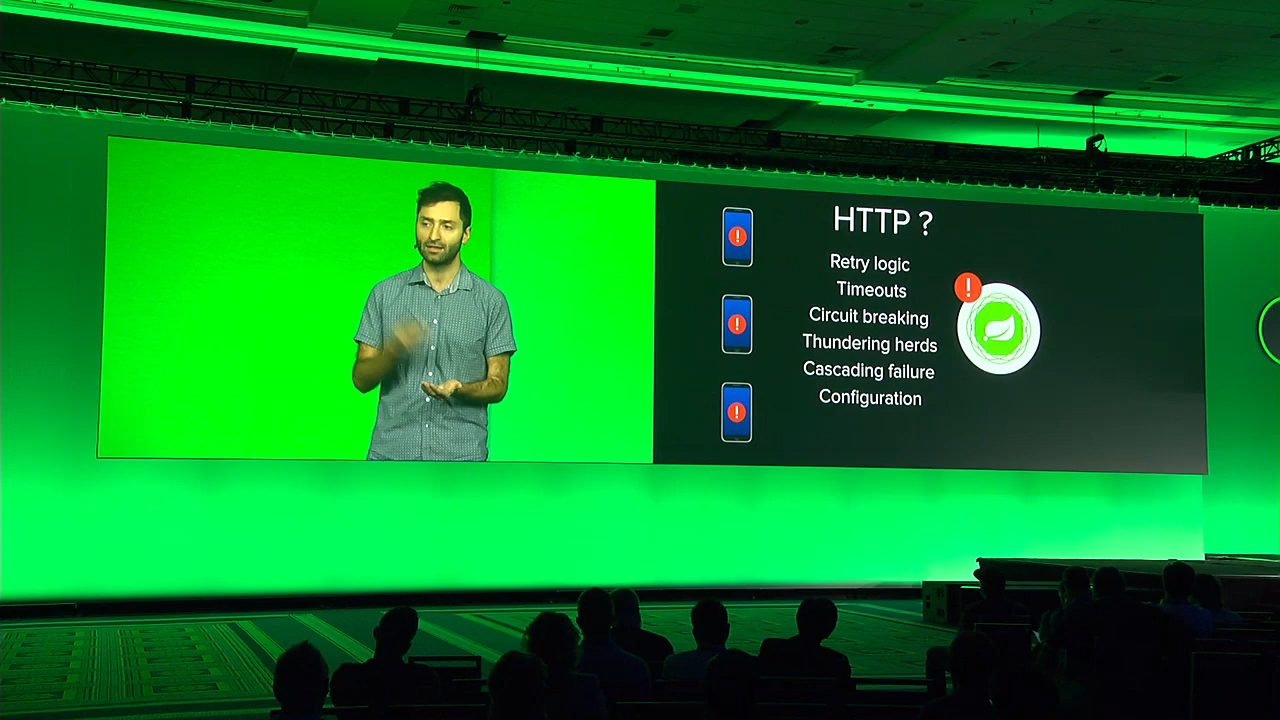 HTTP ?
Retry logic
Timeouts
Circuit breaking
Thundering herds
Cascading failure
Configuration